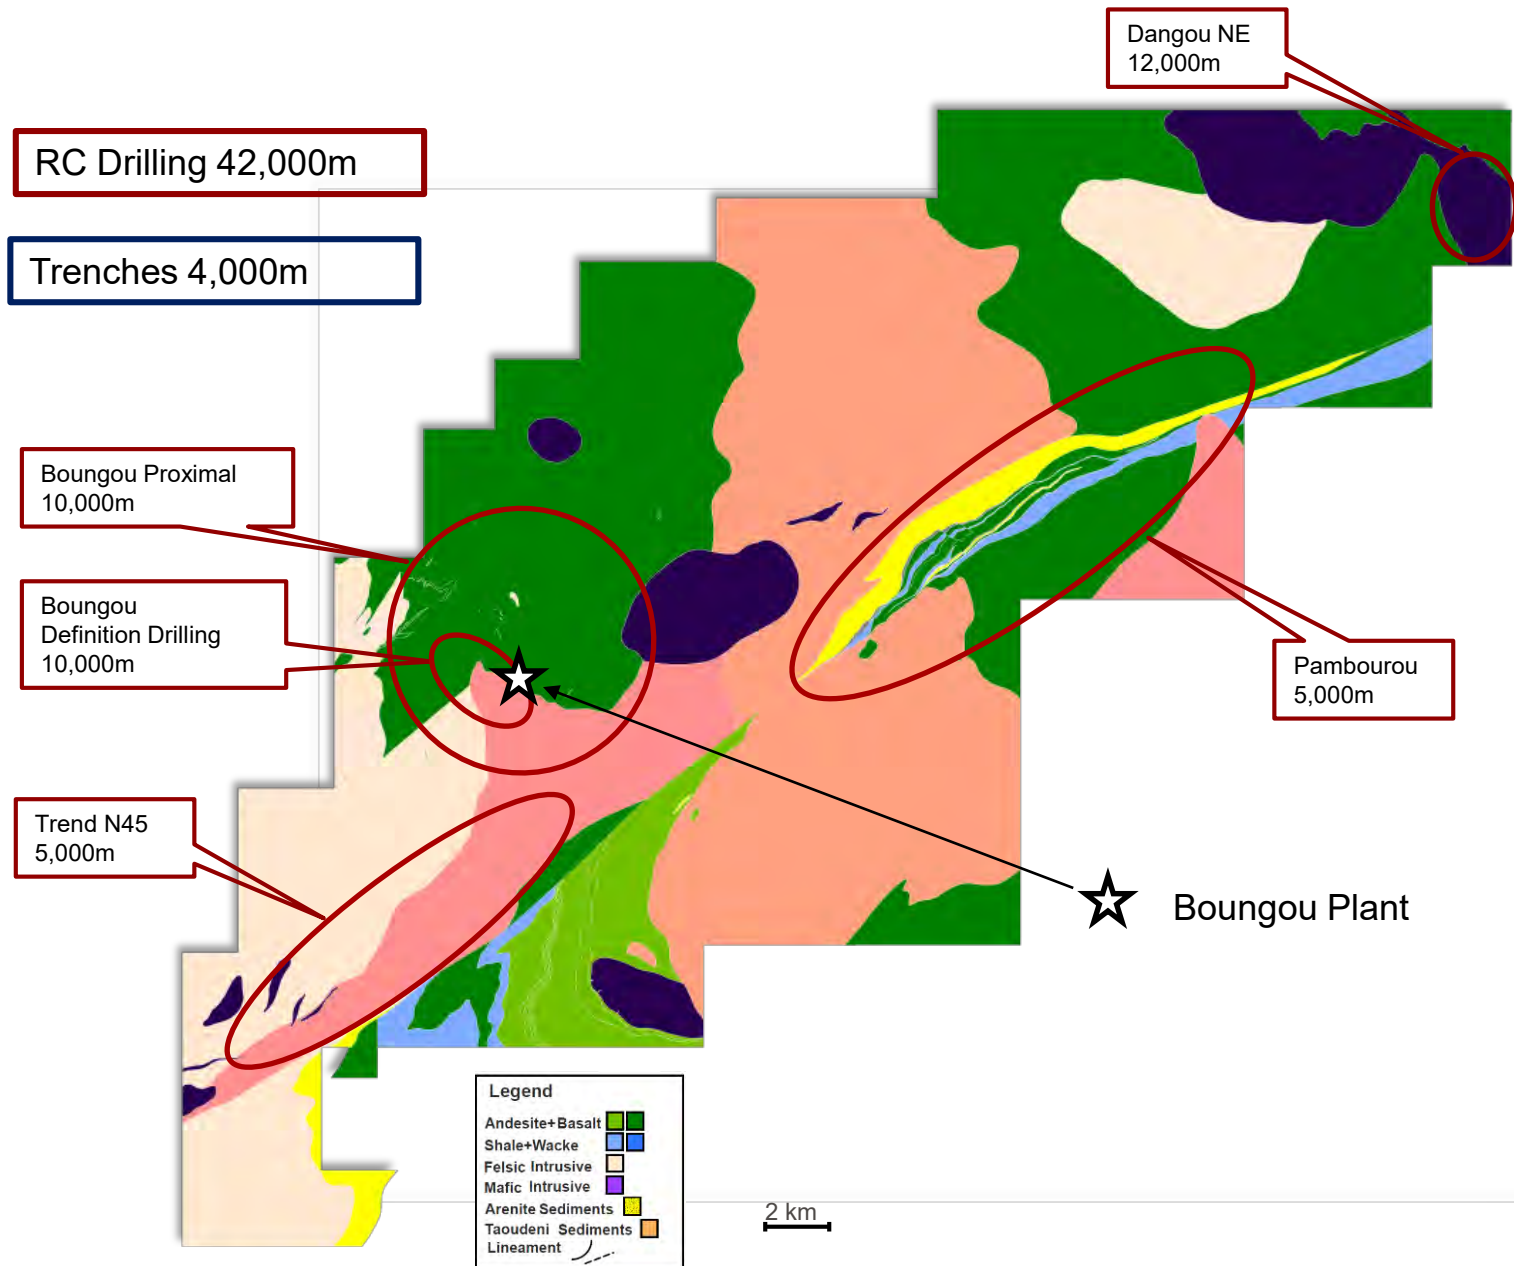 Dangou NE
12,000m
RC Drilling 42,000m
Trenches 4,000m
Boungou Proximal
10,000m
Boungou
Definition Drilling
10,000m
Pambourou
5,000m
Trend N45
5,000m
Boungou Plant
Legend
Andesite+Basalt
Shale+Wacke
Felsic Intrusive
Mafic Intrusive
Arenite Sediments
Taoudeni Sediments
Lineament
2 km